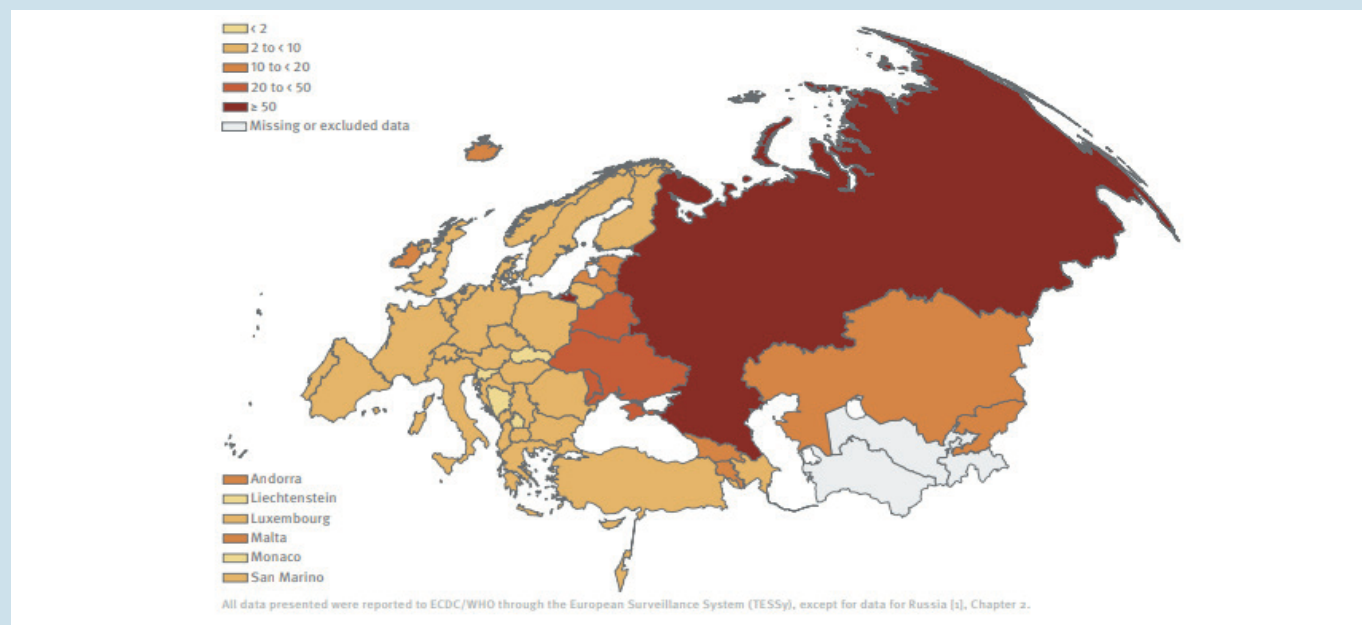 < 2
2 to < 10
10 to < 20
20 to < 50
≥ 50
Missing or excluded data
Andorra
Liechtenstein
Luxembourg
Malta
Monaco
San Marino
All data presented were reported to ECDC/WHO through the European Surveillance System (TESSy), except for data for Russia [1], Chapter 2.